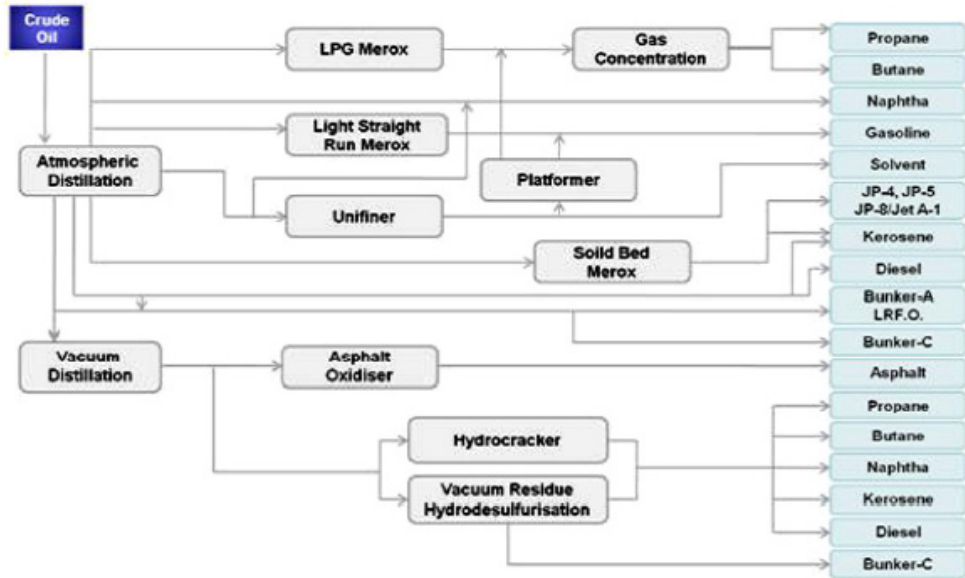 Crude
Oil
LPG Merox
Gas
Concentration
Propane
Butane
Naphtha
Light Straight
Run Merox
Gasoline
Atmospheric
Distillation
Platformer
Solvent
Unifiner
JP-4, JP-5
JP-8/Jet A-1
Soild Bed
Merox
Kerosene
Diesel
Bunker-A
LRF.O.
Bunker-C
Vacuum
Distillation
Asphalt
Oxidiser
Asphalt
Propane
Hydrocracker
Butane
Naphtha
Vacuum Residue
Hydrodesulfurisation
Kerosene
Diesel
Bunker-C